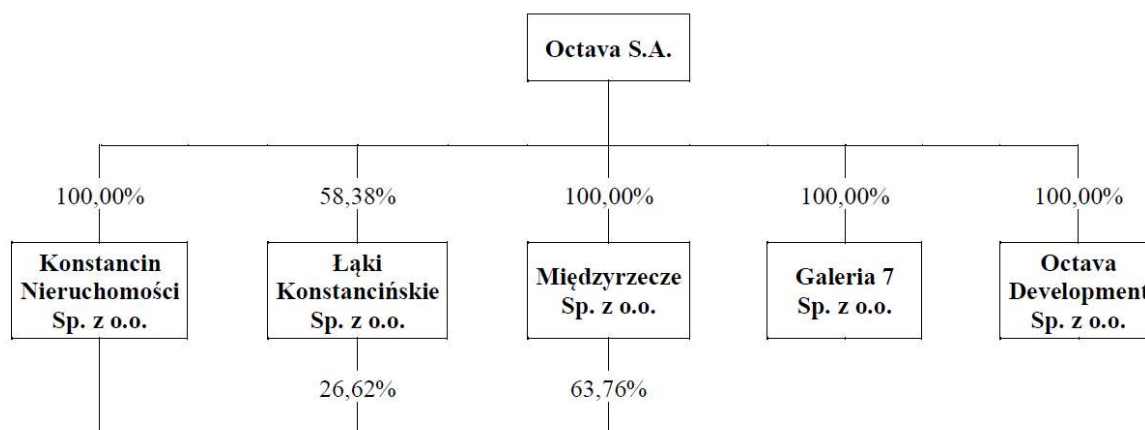 Octava S.A.
100,00%
58,38%
100,00%
100,00%
100,00%
Konstancin
Nieruchomości
Sp. z o.o.
Łąki
Konstancińskie
Sp. z o.o.
Międzyrzecze
Sp. z o.o.
Galeria 7
Sp. z o.o.
Octava
Development
Sp. z o.o.
26,62%
63,76%